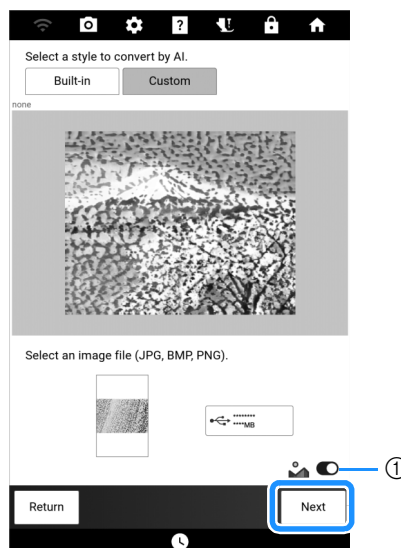 ?
Select a style to convert by AI.
Built-in Custom
none
Select an image file (JPG, BMP, PNG).
********
****MB
①
Return Next